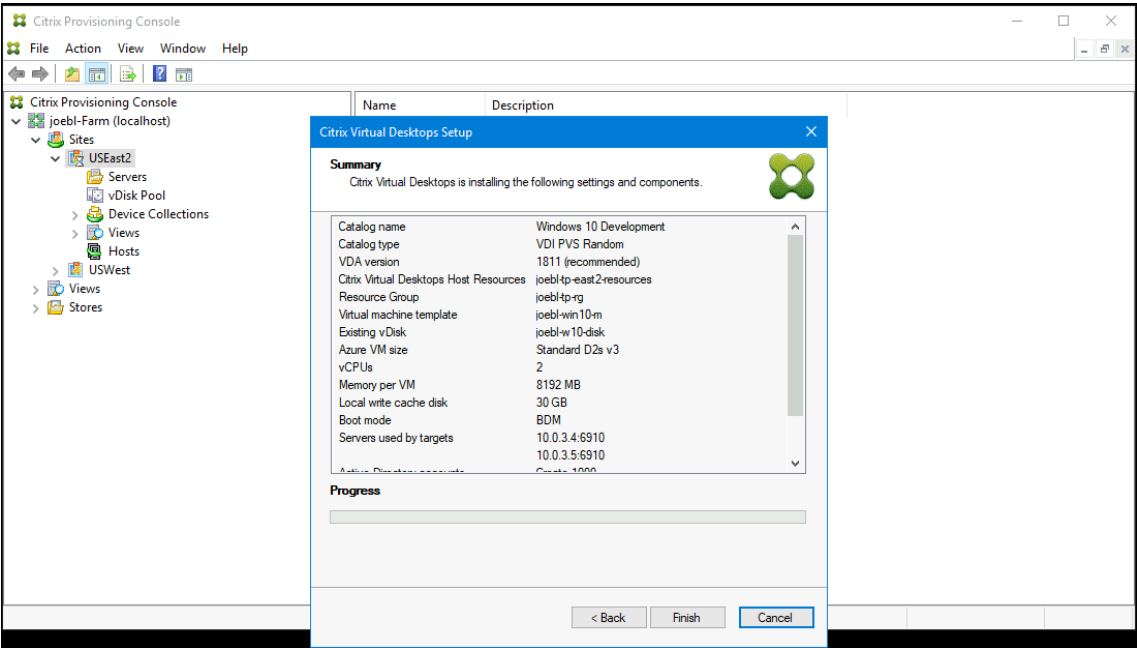 Citrix Provisioning Console
File Action View Window Help
Citrix Provisioning Console
joebl-Farm (localhost)
Sites
USEast2
Servers
vDisk Pool
Device Collections
Views
Hosts
USWest
Views
Stores
Name Description
Citrix Virtual Desktops Setup
Summary
Citrix Virtual Desktops is installing the following settings and components.
Catalog name Windows 10 Development
Catalog type VDI PVS Random
VDA version 1811 (recommended)
Citrix Virtual Desktops Host Resources joebl-tp-east2-resources
Resource Group joebl-tp-rg
Virtual machine template joebl-win10-m
Existing vDisk joebl-w10-disk
Azure VM size Standard D2s v3
vCPUs 2
Memory per VM 8192 MB
Local write cache disk 30 GB
Boot mode BDM
Servers used by targets 10.0.3.4:6910
10.0.3.5:6910
Active Directory accounts Create 1000
Progress
< Back Finish Cancel